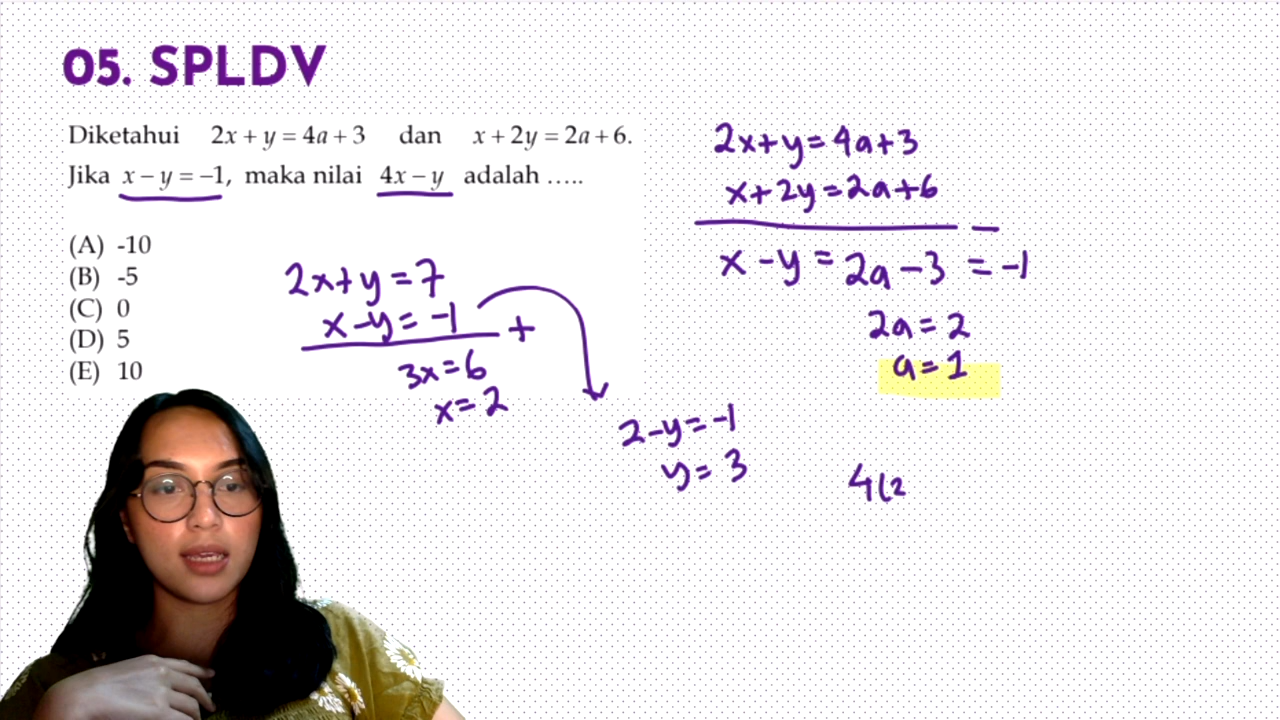 05. SPLDV
Diketahui 2x + y = 4a + 3 dan x + 2y = 2a + 6.
Jika x − y = −1, maka nilai 4x − y adalah …..
(A) -10
(B) -5
(C) 0
(D) 5
(E) 10
2x+y=7
x-y=-1
+
3x=6
x=2
2-y=-1
y=3
2x+y=4a+3
x+2y=2a+6
−
x-y=2a-3=-1
2a=2
a=1
4(2